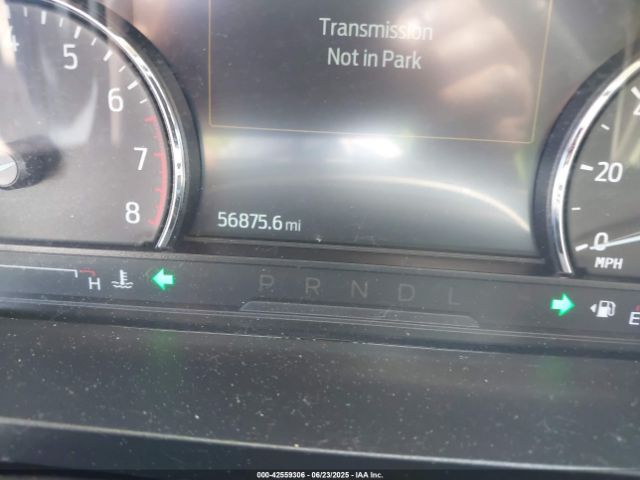 Transmission
Not in Park
4
5
6
7
8
56875.6 mi
20
0
MPH
H
P R N D L
E
000-42559306 - 06/23/2025 - IAA Inc.